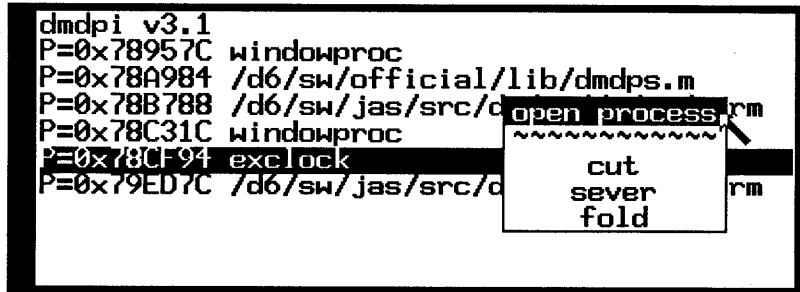 dmdpi v3.1
P=0x78957C windowproc
P=0x78A984 /d6/sw/official/lib/dmdps.m
P=0x78B788 /d6/sw/jas/src/d rm
P=0x78C31C windowproc
P=0x78CF94 exclock
P=0x79ED7C /d6/sw/jas/src/d rm
open process
~~~~~~~~~~~~
cut
sever
fold